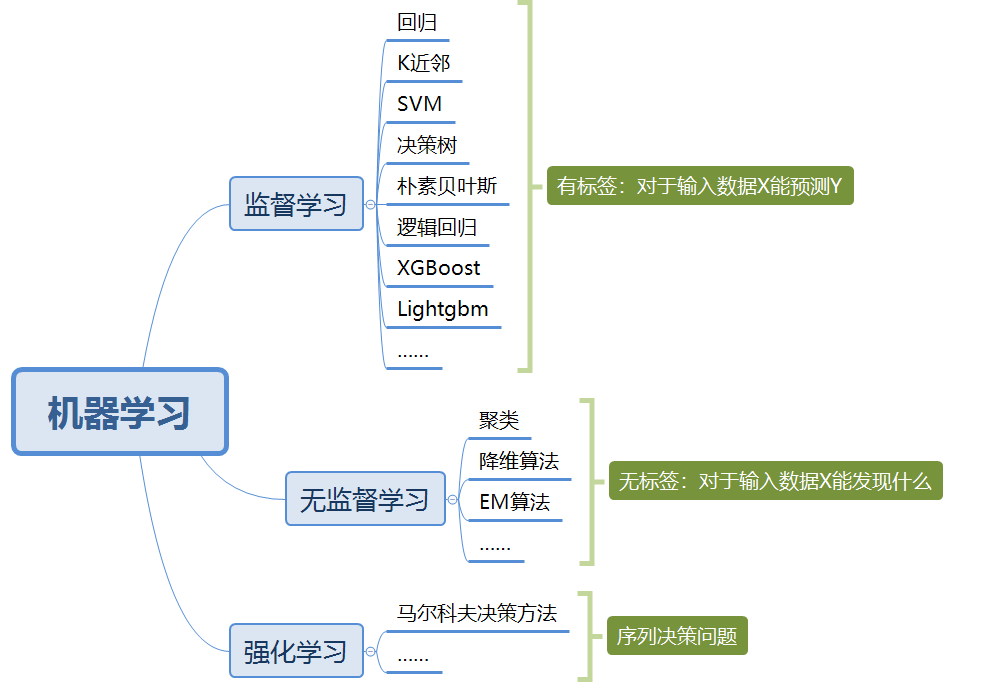 机器学习
监督学习
回归
K近邻
SVM
决策树
朴素贝叶斯
逻辑回归
XGBoost
Lightgbm
......
有标签：对于输入数据X能预测Y
无监督学习
聚类
降维算法
EM算法
......
无标签：对于输入数据X能发现什么
强化学习
马尔科夫决策方法
......
序列决策问题